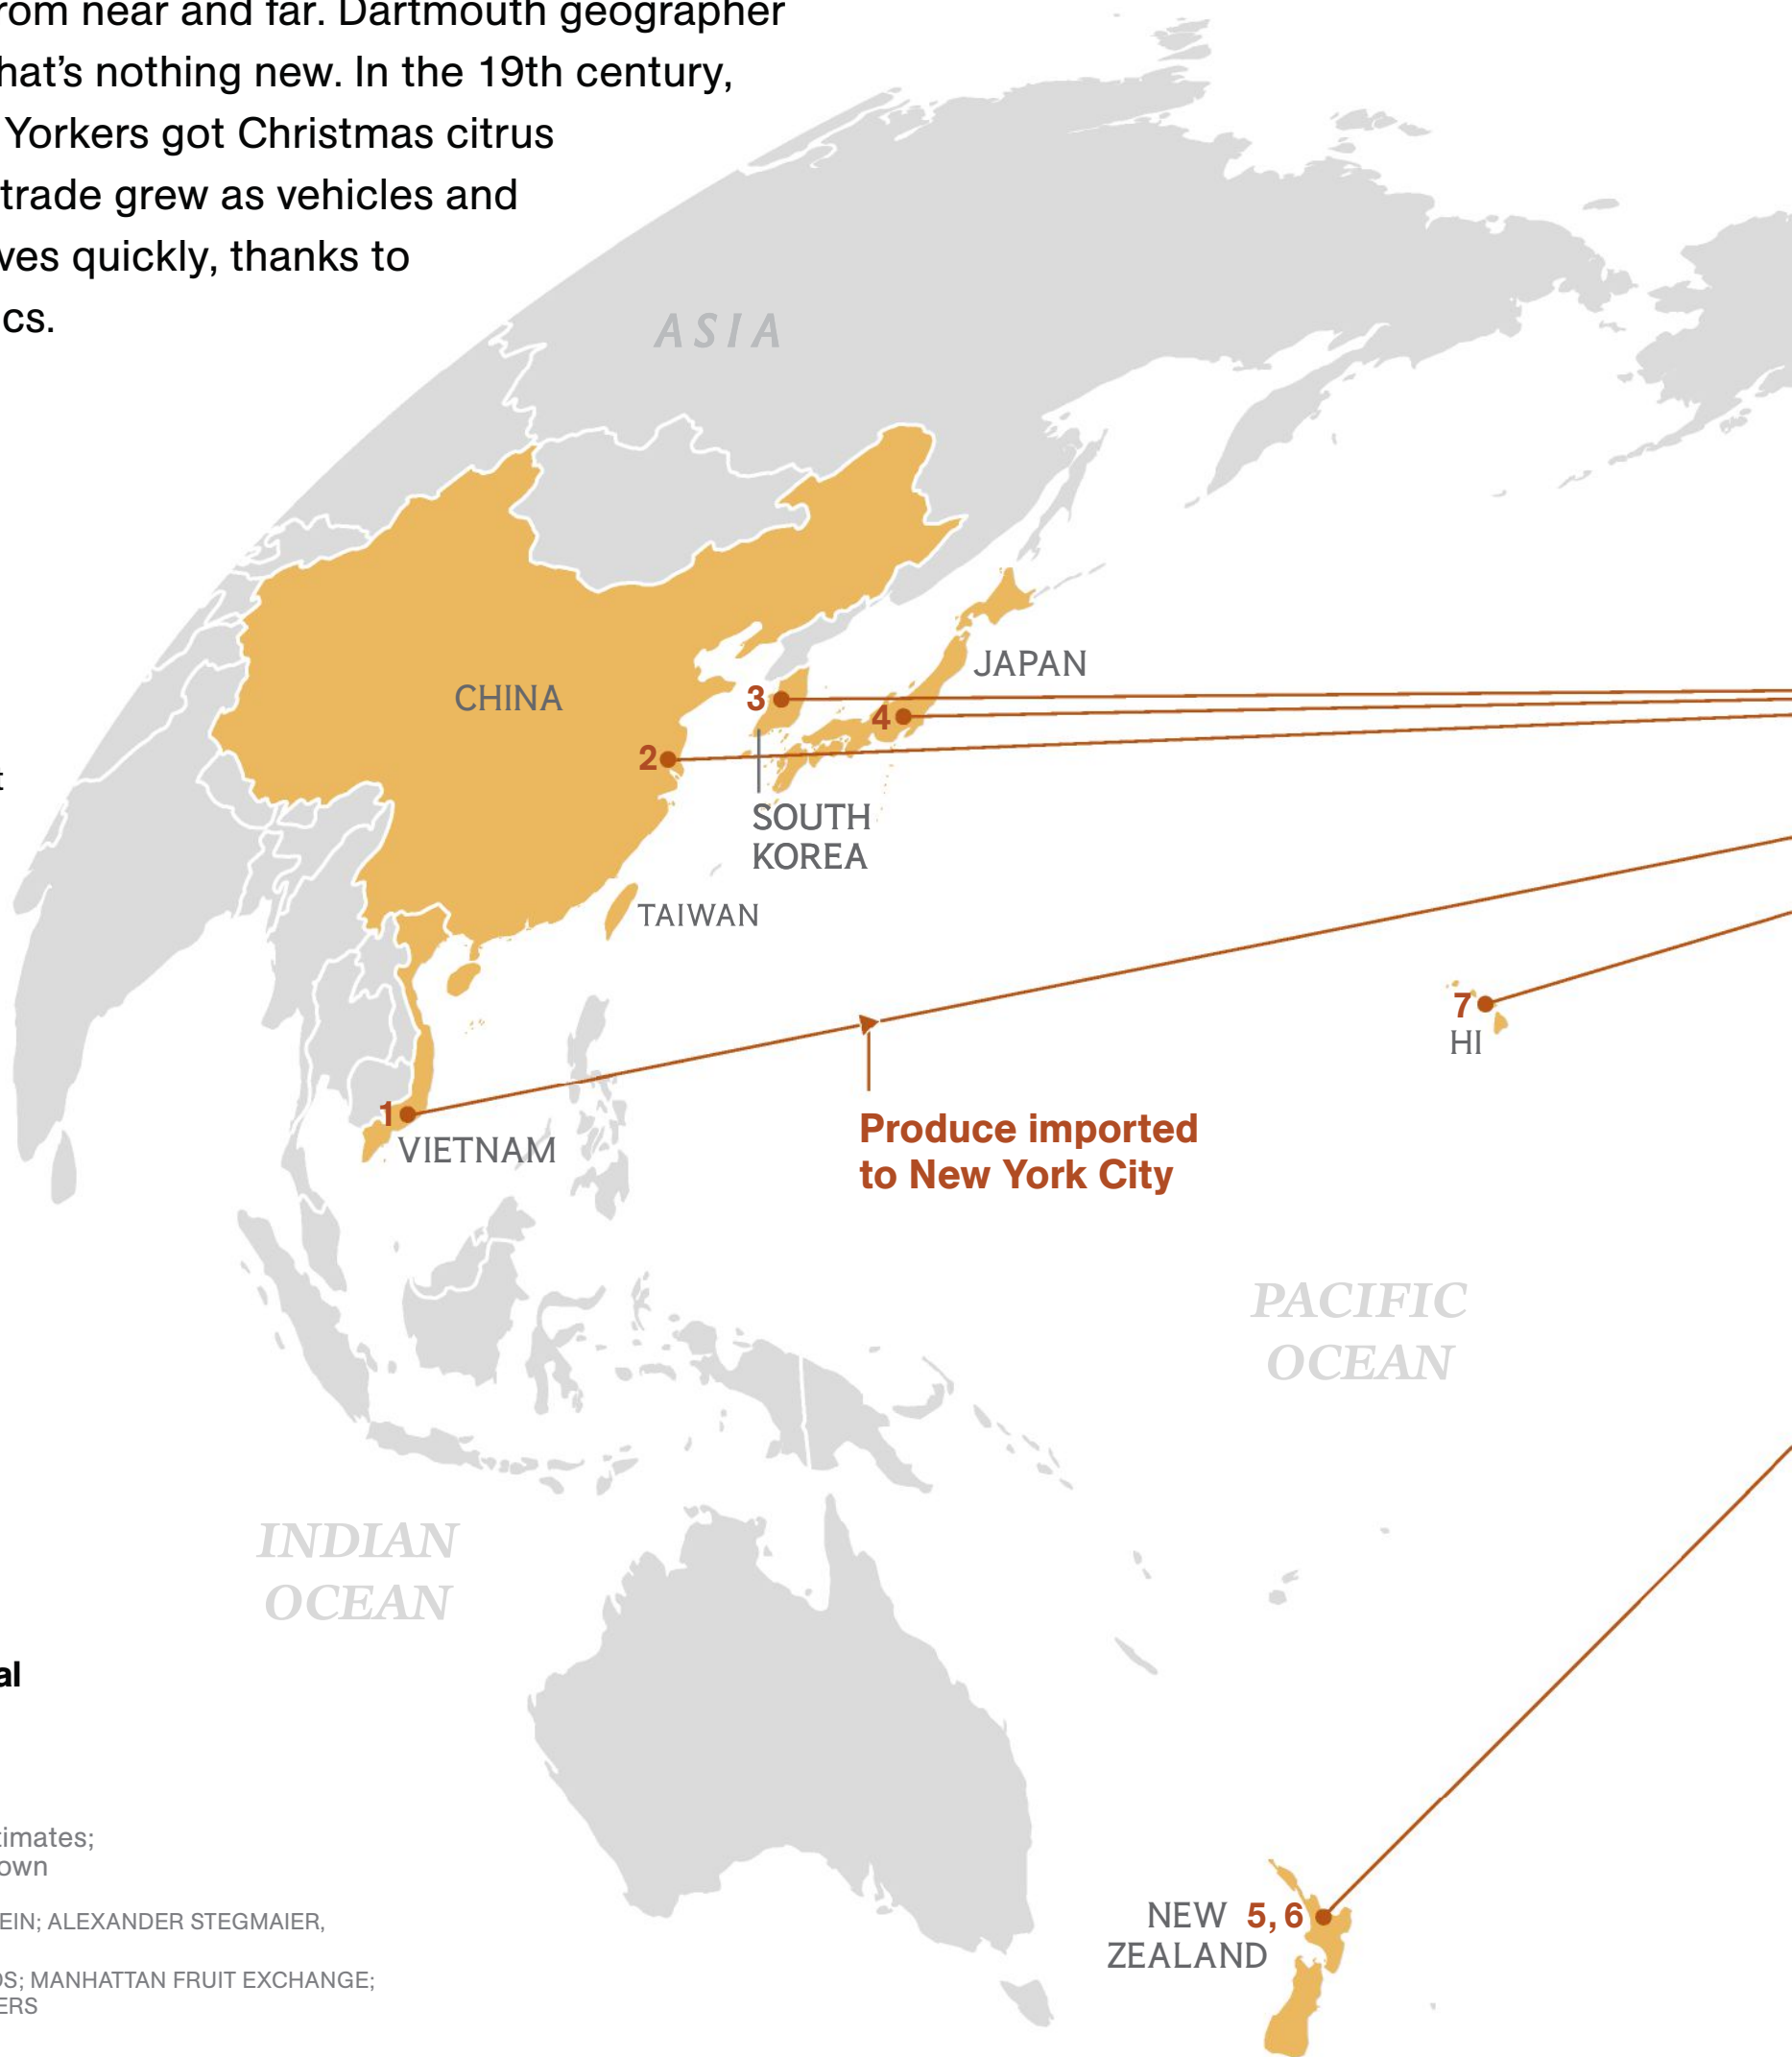 rom near and far. Dartmouth geographer
hat's nothing new. In the 19th century,
Yorkers got Christmas citrus
trade grew as vehicles and
ves quickly, thanks to
cs.
ASIA
JAPAN
CHINA
3
4
2
t
SOUTH
KOREA
TAIWAN
7
HI
1
VIETNAM
Produce imported
to New York City
PACIFIC
OCEAN
INDIAN
OCEAN
al
timates;
own
NEW 5, 6
ZEALAND
EIN; ALEXANDER STEGMAIER,
OS; MANHATTAN FRUIT EXCHANGE;
ERS